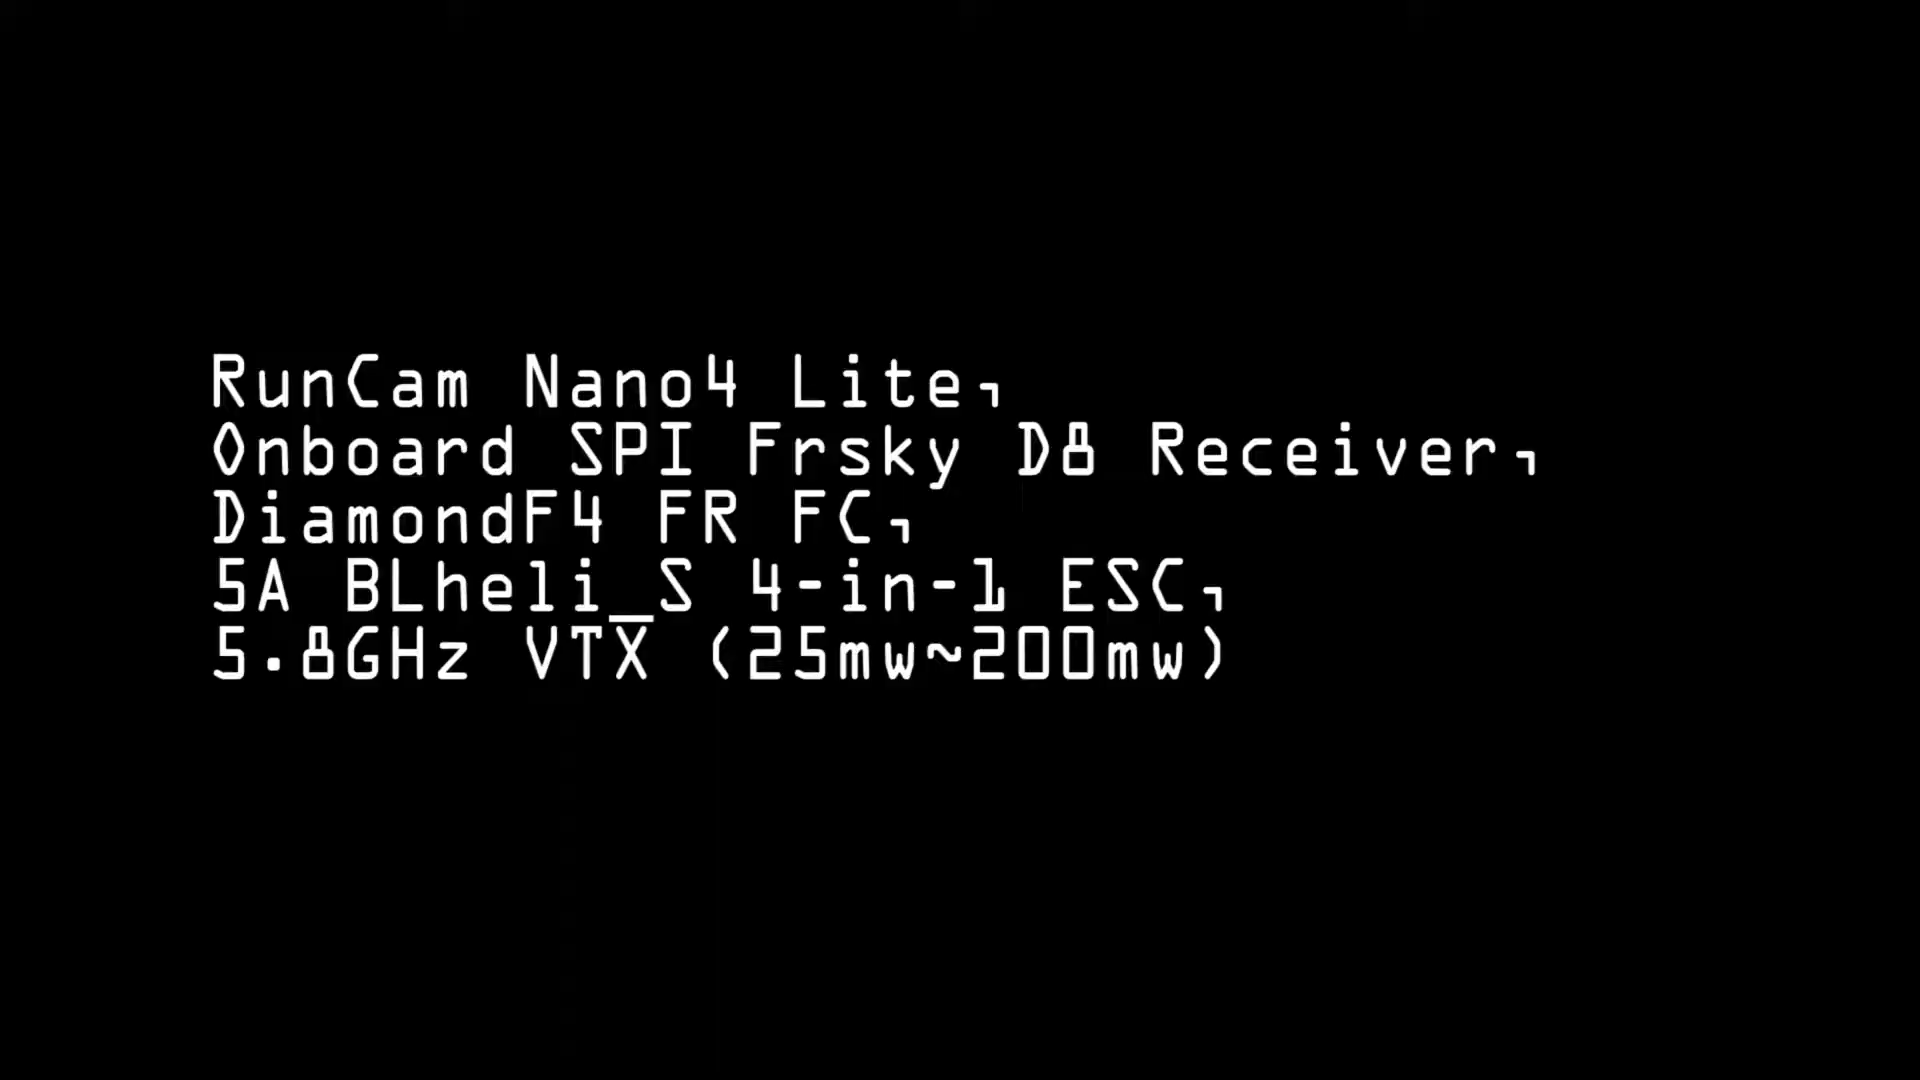 RunCam Nano4 Lite,
Onboard SPI Frsky D8 Receiver,
DiamondF4 FR FC,
5A BLheli_S 4-in-1 ESC,
5.8GHz VTX (25mw~200mw)